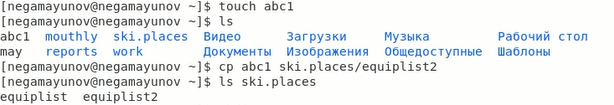 [negamayunov@negamayunov ~]$ touch abc1
[negamayunov@negamayunov ~]$ ls
abc1  mouthly  ski.places  Видео      Загрузки     Музыка         Рабочий стол
may   reports  work        Документы  Изображения  Общедоступные  Шаблоны
[negamayunov@negamayunov ~]$ cp abc1 ski.places/equiplist2
[negamayunov@negamayunov ~]$ ls ski.places
equiplist  equiplist2